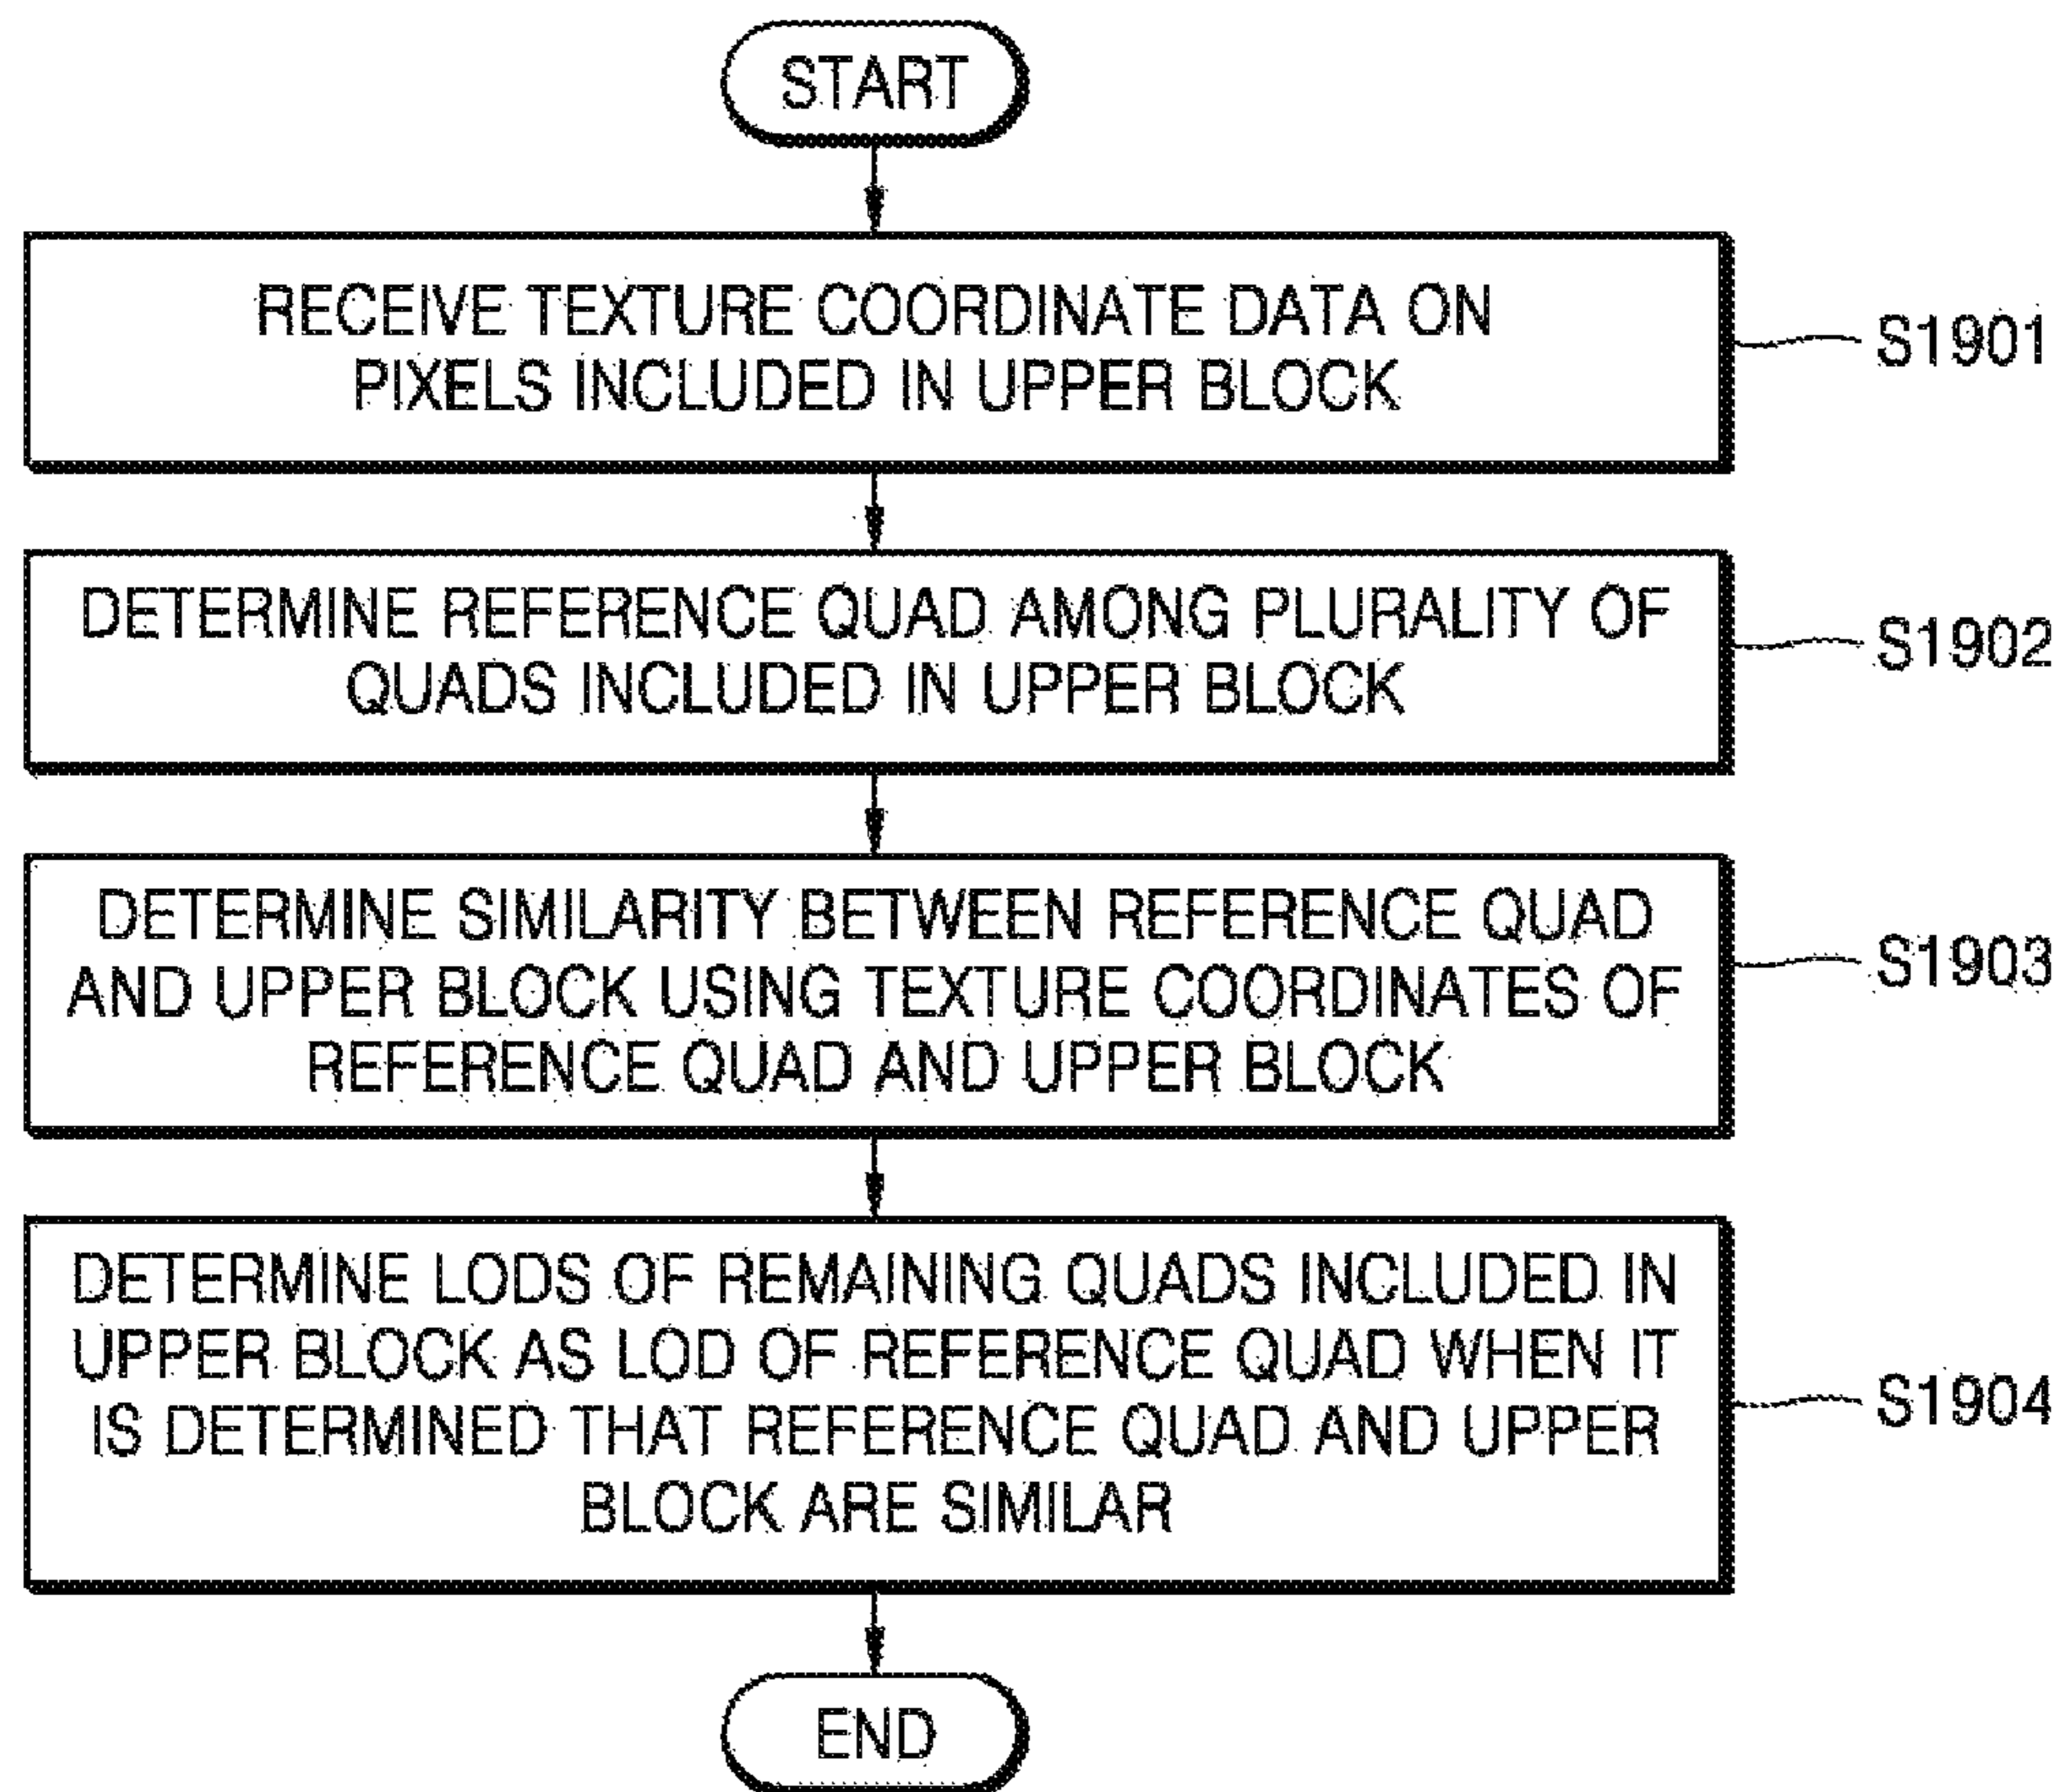 START
RECEIVE TEXTURE COORDINATE DATA ON
PIXELS INCLUDED IN UPPER BLOCK
S1901
DETERMINE REFERENCE QUAD AMONG PLURALITY OF
QUADS INCLUDED IN UPPER BLOCK
S1902
DETERMINE SIMILARITY BETWEEN REFERENCE QUAD
AND UPPER BLOCK USING TEXTURE COORDINATES OF
REFERENCE QUAD AND UPPER BLOCK
S1903
DETERMINE LODS OF REMAINING QUADS INCLUDED IN
UPPER BLOCK AS LOD OF REFERENCE QUAD WHEN IT
IS DETERMINED THAT REFERENCE QUAD AND UPPER
BLOCK ARE SIMILAR
S1904
END